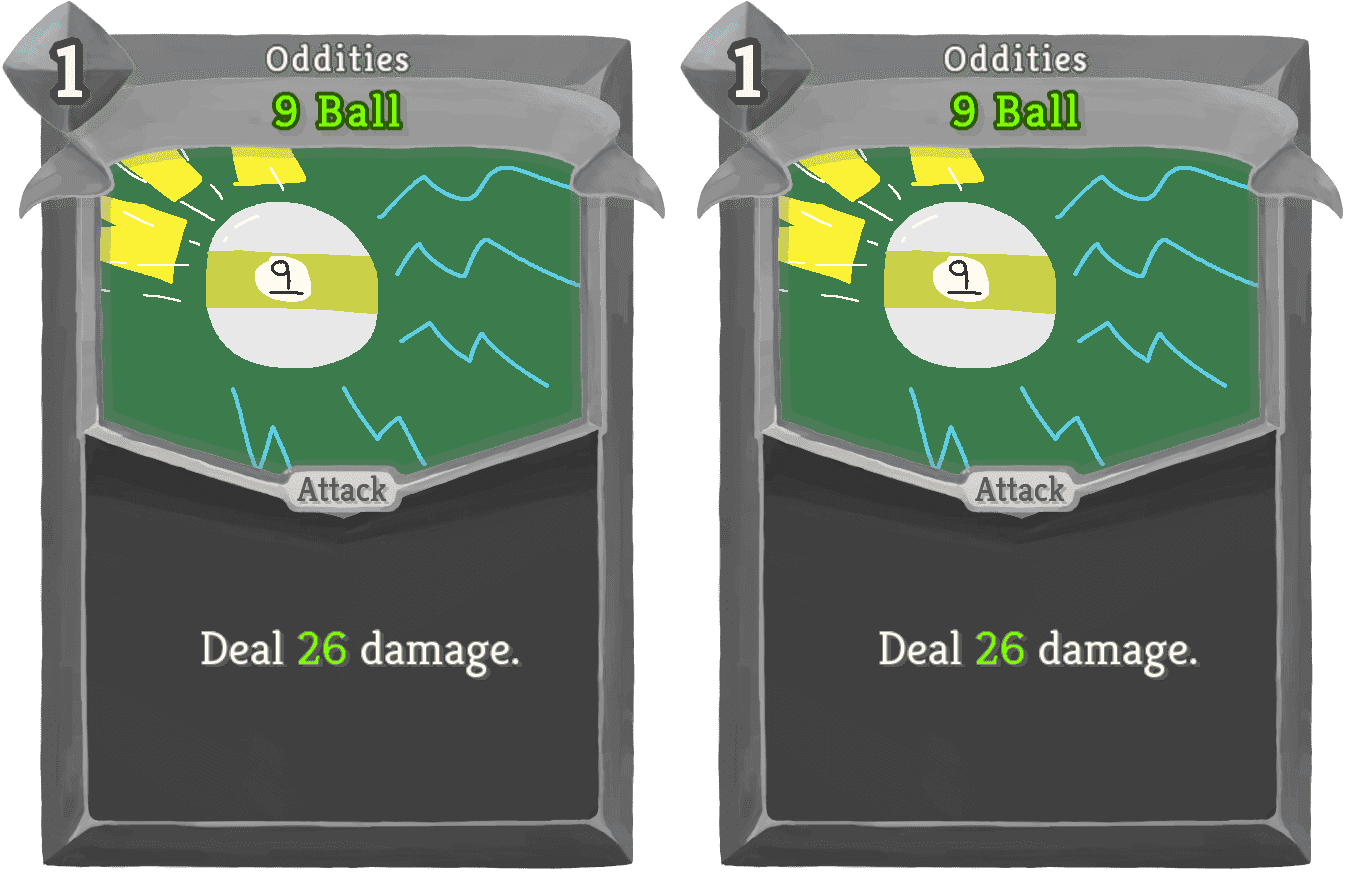 1
Oddities
9 Ball
9
Attack
Deal 26 damage.
1
Oddities
9 Ball
9
Attack
Deal 26 damage.